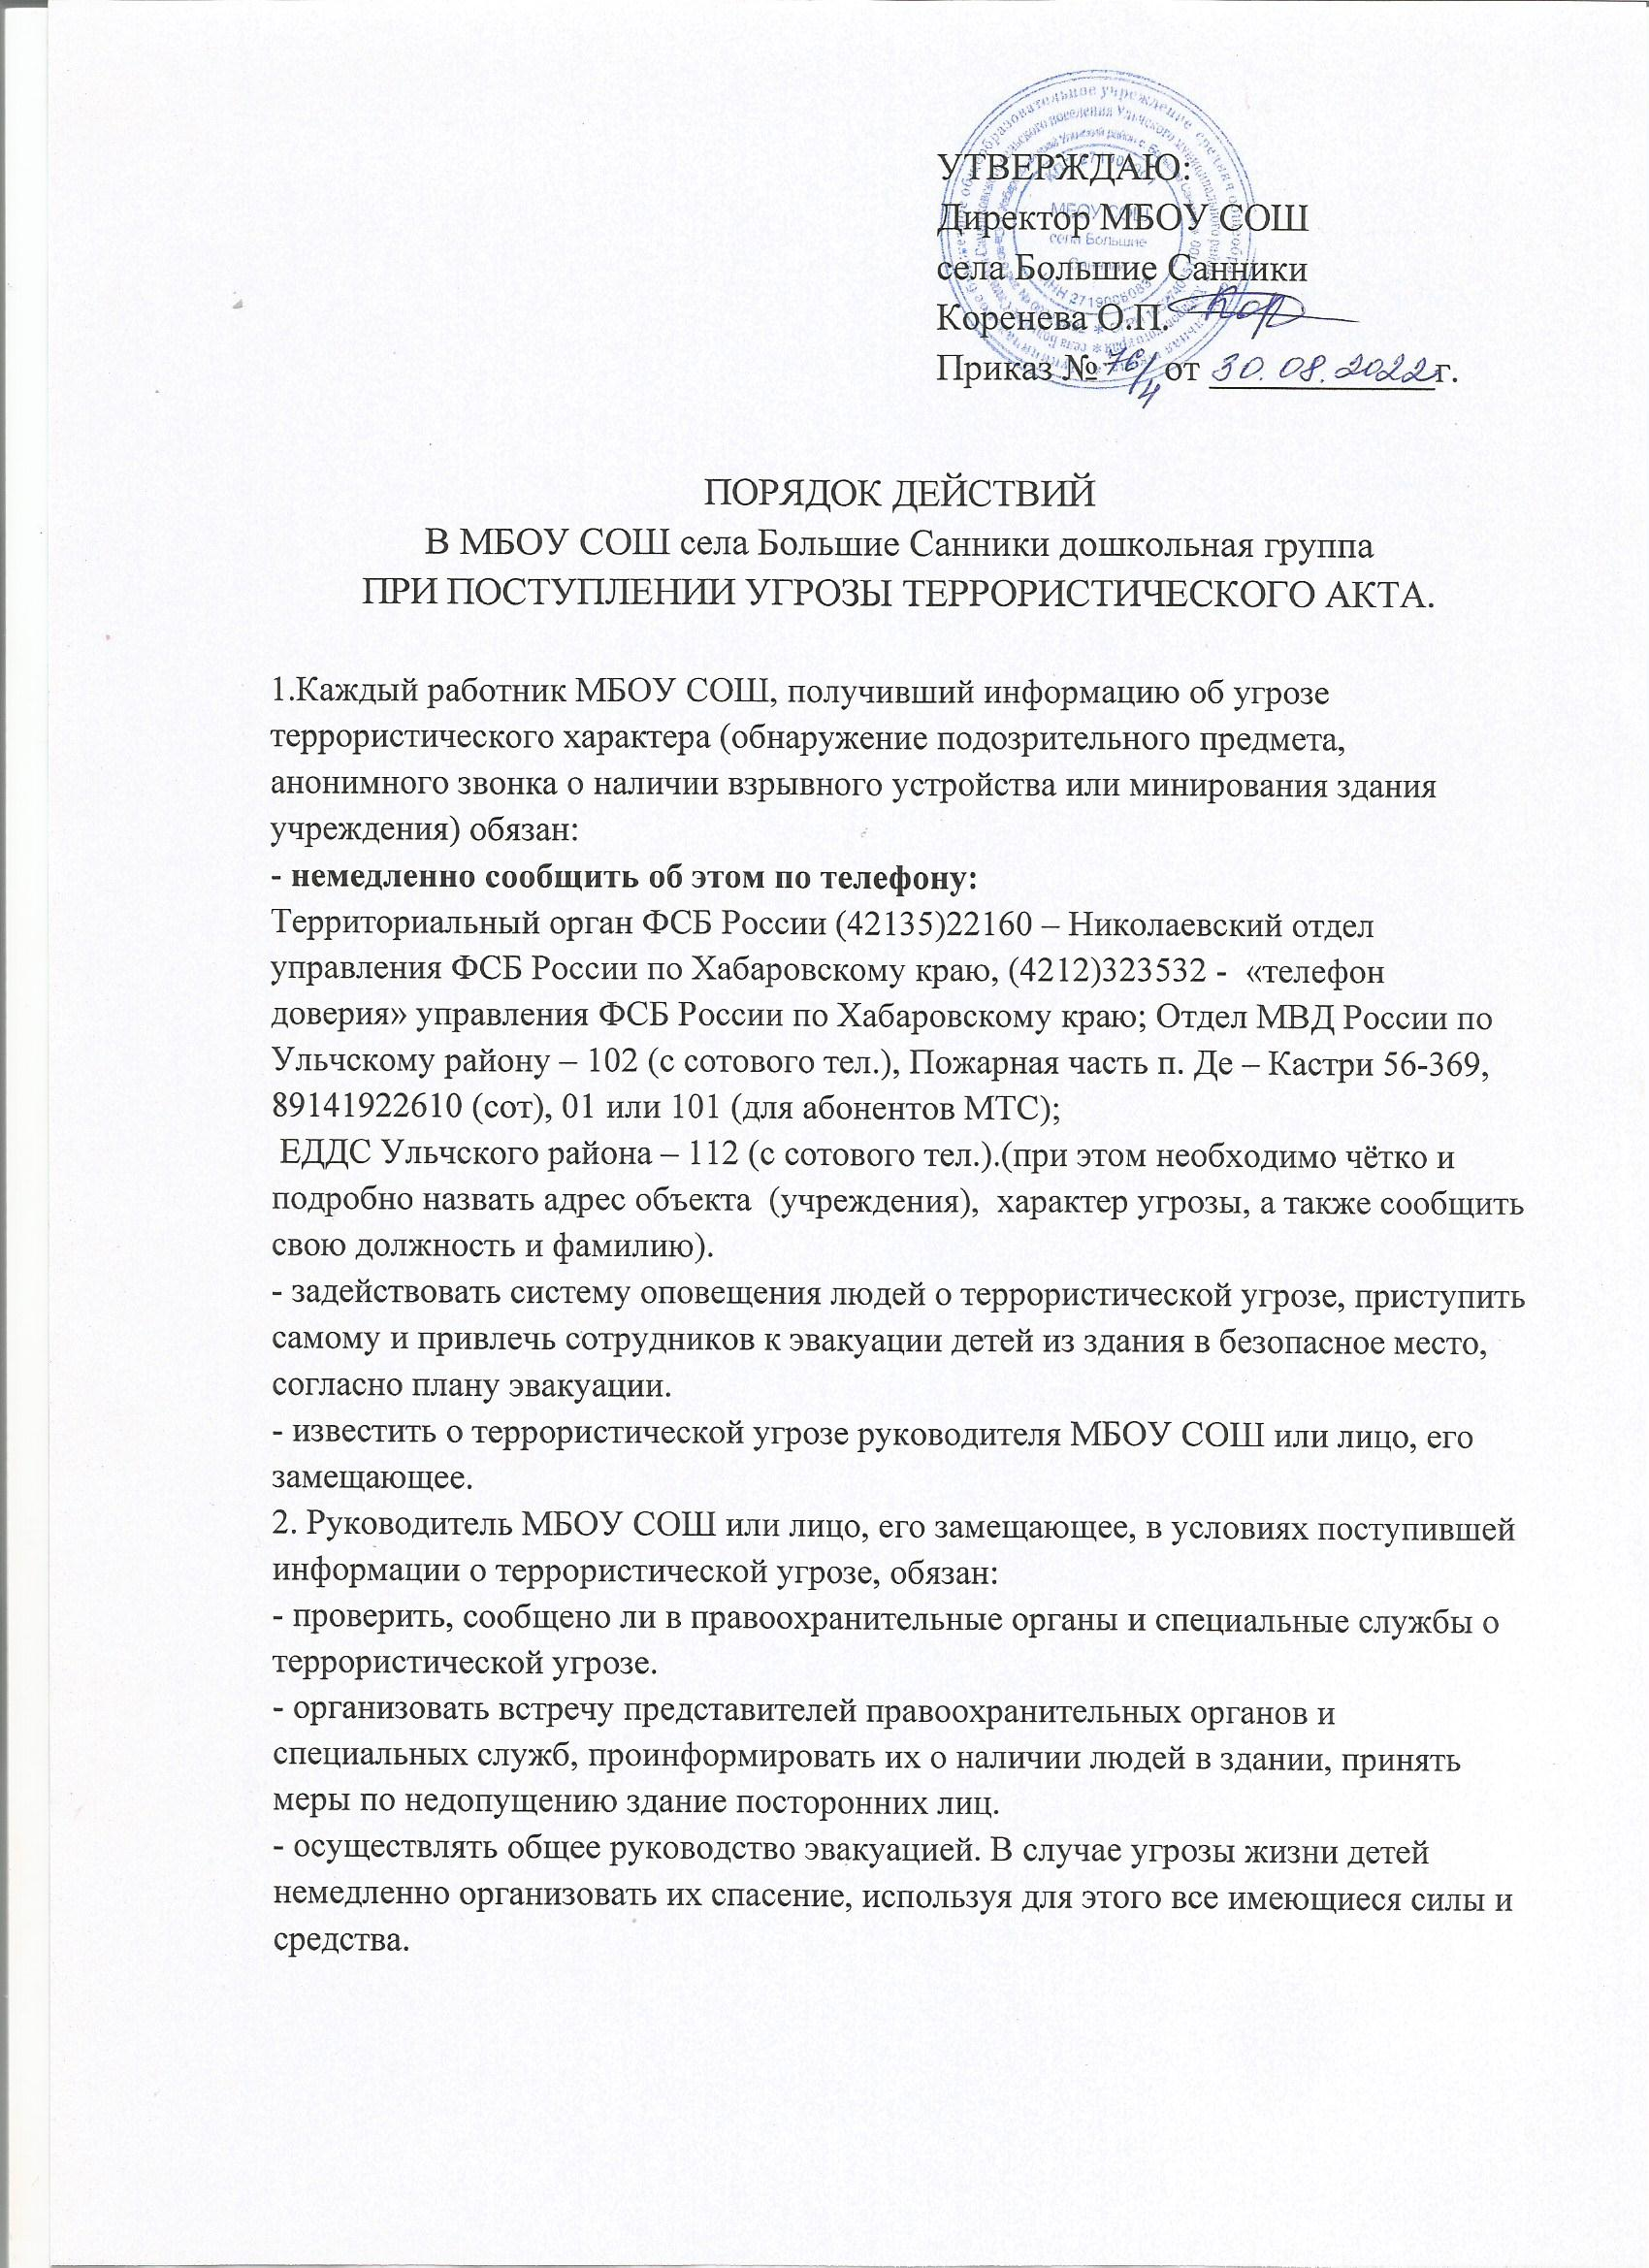 УТВЕРЖДАЮ:
Директор МБОУ СОШ
села Большие Санники
Коренева О.П.
Приказ № 76/4 от 30.08.2022г.
МБОУ СОШ
села Большие
Санники
ПОРЯДОК ДЕЙСТВИЙ
В МБОУ СОШ села Большие Санники дошкольная группа
ПРИ ПОСТУПЛЕНИИ УГРОЗЫ ТЕРРОРИСТИЧЕСКОГО АКТА.
1.Каждый работник МБОУ СОШ, получивший информацию об угрозе
террористического характера (обнаружение подозрительного предмета,
анонимного звонка о наличии взрывного устройства или минирования здания
учреждения) обязан:
- немедленно сообщить об этом по телефону:
Территориальный орган ФСБ России (42135)22160 – Николаевский отдел
управления ФСБ России по Хабаровскому краю, (4212)323532 - «телефон
доверия» управления ФСБ России по Хабаровскому краю; Отдел МВД России по
Ульчскому району – 102 (с сотового тел.), Пожарная часть п. Де – Кастри 56-369,
89141922610 (сот), 01 или 101 (для абонентов МТС);
ЕДДС Ульчского района – 112 (с сотового тел.).(при этом необходимо чётко и
подробно назвать адрес объекта (учреждения), характер угрозы, а также сообщить
свою должность и фамилию).
- задействовать систему оповещения людей о террористической угрозе, приступить
самому и привлечь сотрудников к эвакуации детей из здания в безопасное место,
согласно плану эвакуации.
- известить о террористической угрозе руководителя МБОУ СОШ или лицо, его
замещающее.
2. Руководитель МБОУ СОШ или лицо, его замещающее, в условиях поступившей
информации о террористической угрозе, обязан:
- проверить, сообщено ли в правоохранительные органы и специальные службы о
террористической угрозе.
- организовать встречу представителей правоохранительных органов и
специальных служб, проинформировать их о наличии людей в здании, принять
меры по недопущению здание посторонних лиц.
- осуществлять общее руководство эвакуацией. В случае угрозы жизни детей
немедленно организовать их спасение, используя для этого все имеющиеся силы и
средства.